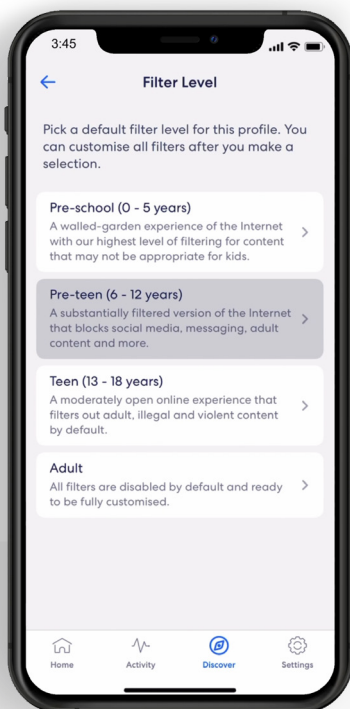 3:45
Filter Level
Pick a default filter level for this profile. You
can customise all filters after you make a
selection.
Pre-school (0 - 5 years)
A walled-garden experience of the Internet
with our highest level of filtering for content
that may not be appropriate for kids.
Pre-teen (6 - 12 years)
A substantially filtered version of the Internet
that blocks social media, messaging, adult
content and more.
Teen (13 - 18 years)
A moderately open online experience that
filters out adult, illegal and violent content
by default.
Adult
All filters are disabled by default and ready
to be fully customised.
Home Activity Discover Settings